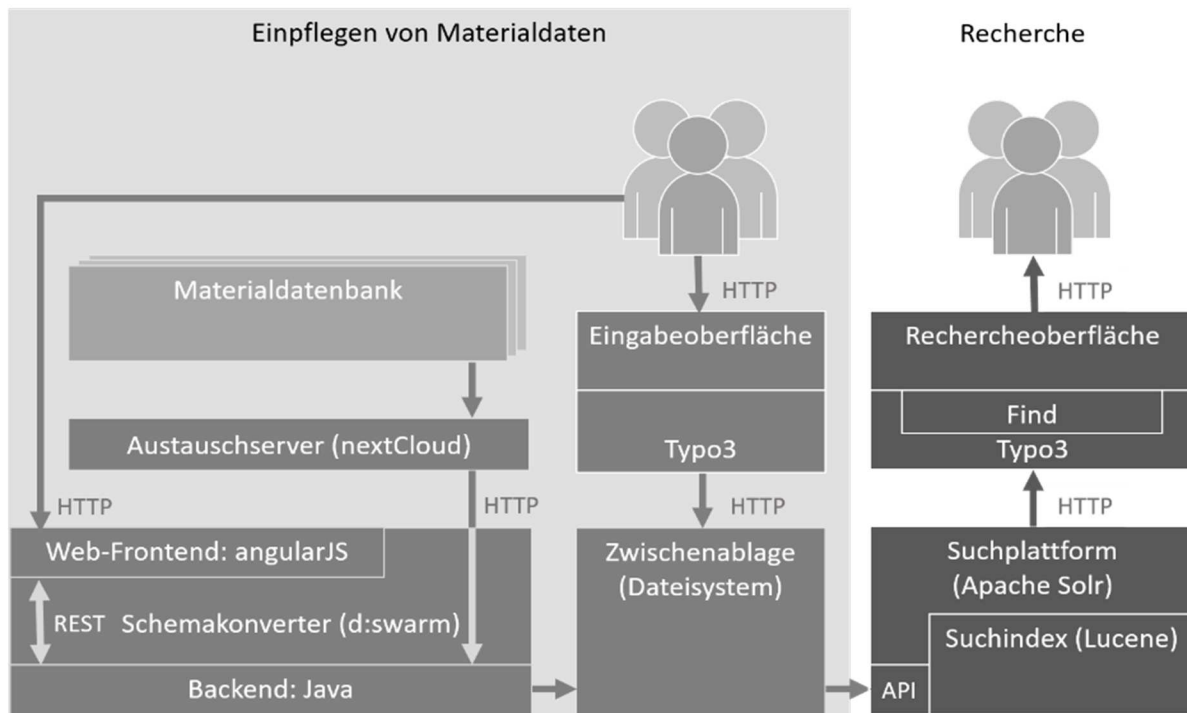 Einpflegen von Materialdaten
Recherche
Materialdatenbank
HTTP
HTTP
Eingabeoberfläche
Rechercheoberfläche
Find
Austauschserver (nextCloud)
Typo3
Typo3
HTTP
HTTP
HTTP
HTTP
Web-Frontend: angularJS
Zwischenablage
(Dateisystem)
Suchplattform
(Apache Solr)
REST
Schemakonverter (d:swarm)
Suchindex (Lucene)
Backend: Java
API